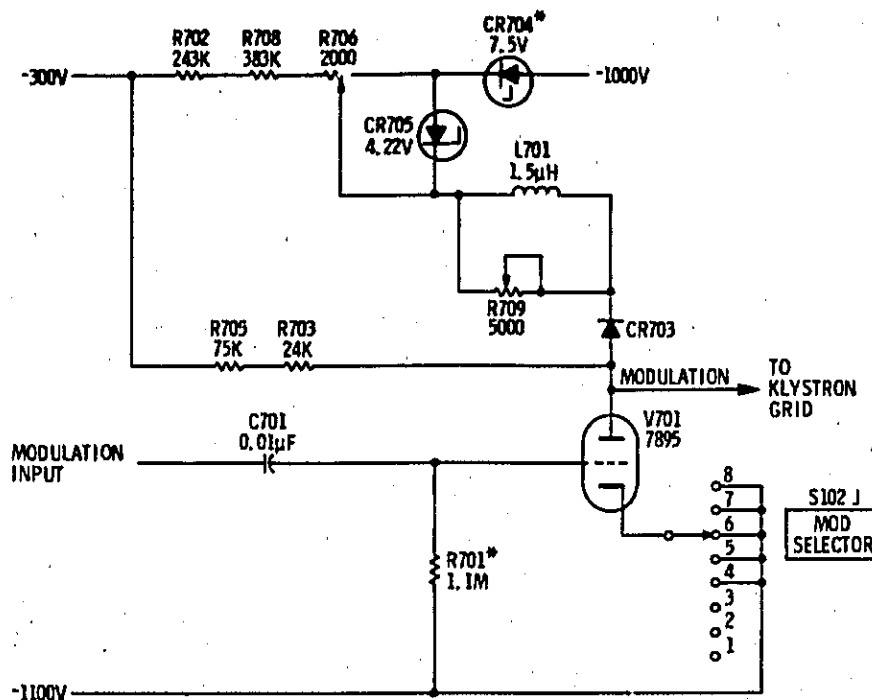 CR704*
7.5V
R702
243K
R708
383K
R706
2000
-300V
-1000V
CR705
4.22V
L701
1.5μH
R709
5000
CR703
R705
75K
R703
24K
MODULATION
TO
KLYSTRON
GRID
C701
0.01μF
V701
7895
MODULATION
INPUT
8
7
6
5
4
3
2
1
S102 J
MOD
SELECTOR
R701*
1.1M
-1100V